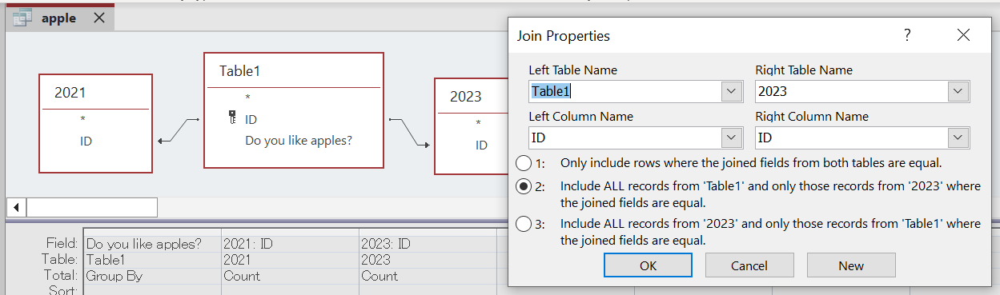 apple
2021
*
ID
Table1
*
ID
Do you like apples?
2023
*
ID
Field: Do you like apples? 2021: ID 2023: ID
Table: Table1 2021 2023
Total: Group By Count Count
Sort:
Join Properties
?
Left Table Name Right Table Name
Table1 2023
Left Column Name Right Column Name
ID ID
1: Only include rows where the joined fields from both tables are equal.
2: Include ALL records from 'Table1' and only those records from '2023' where
the joined fields are equal.
3: Include ALL records from '2023' and only those records from 'Table1' where
the joined fields are equal.
OK Cancel New